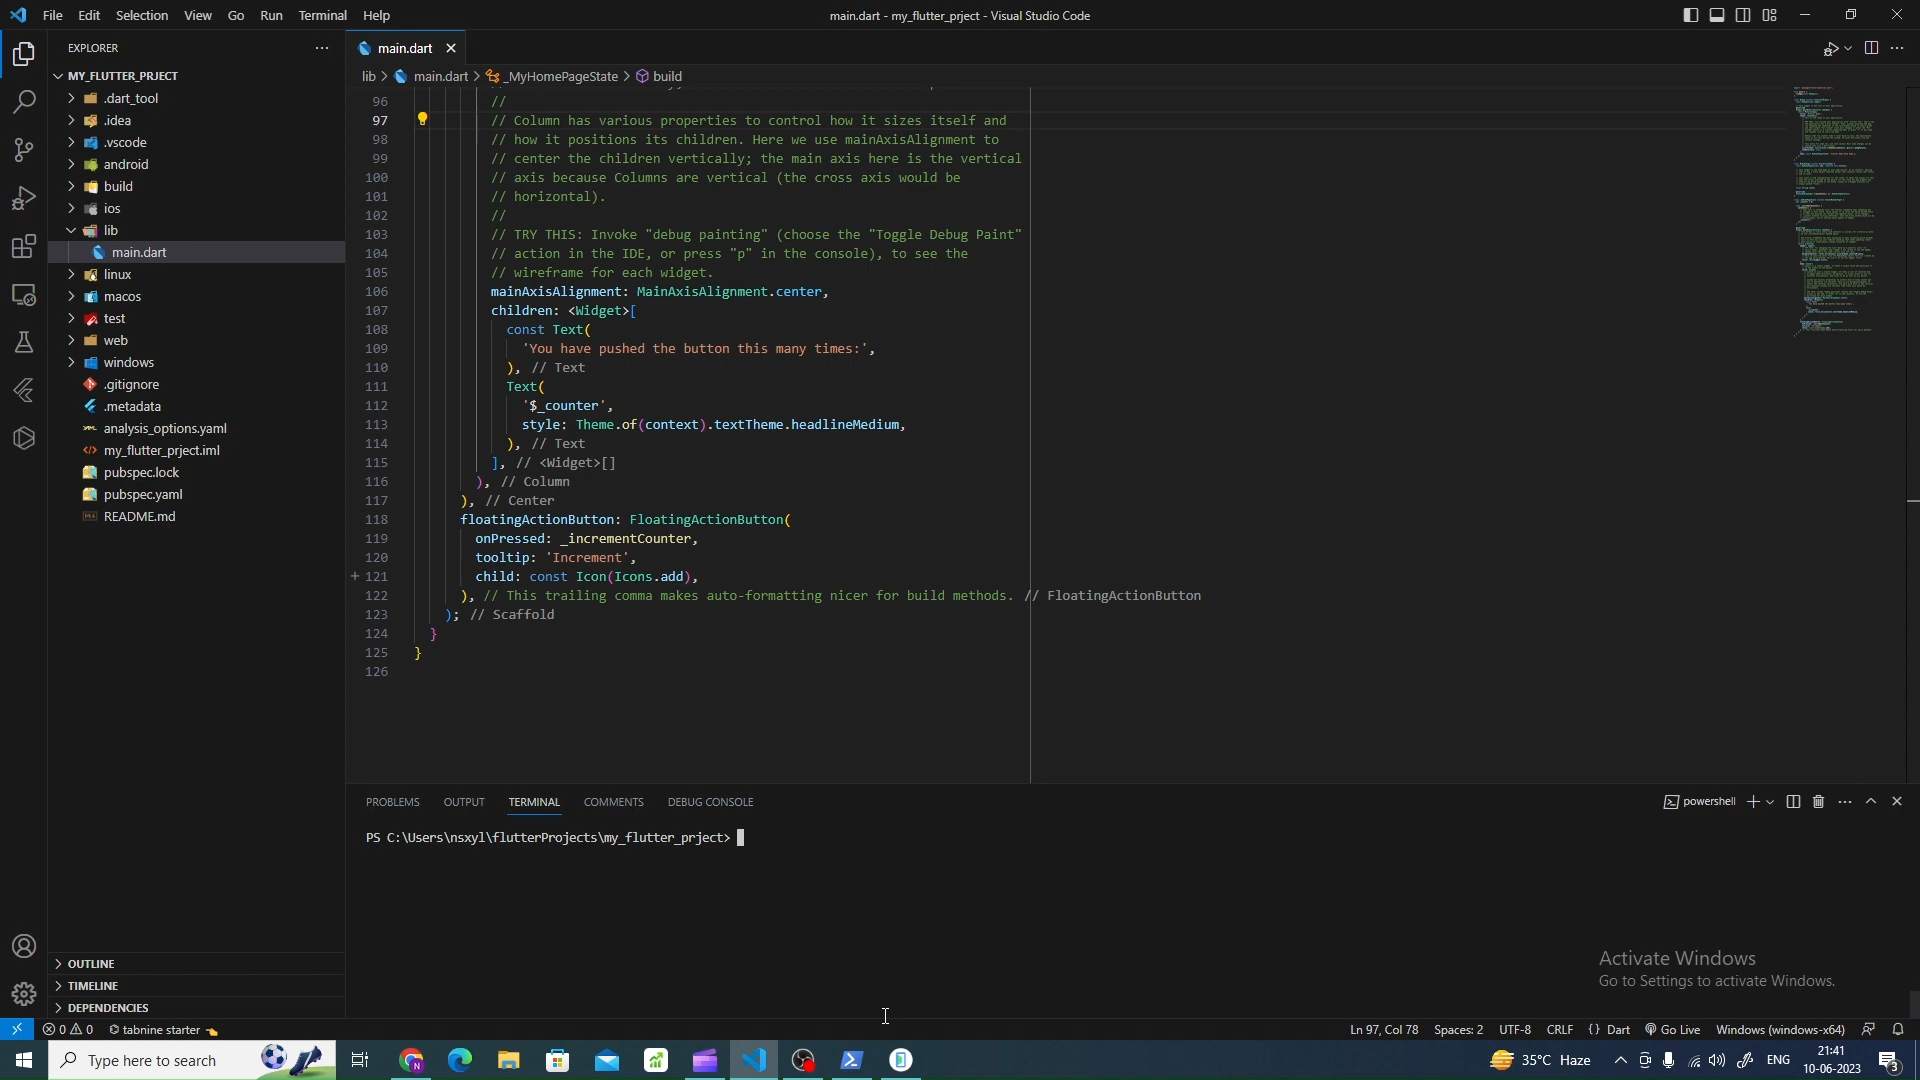 File Edit Selection View Go Run Terminal Help
main.dart - my_flutter_prject - Visual Studio Code
EXPLORER
MY_FLUTTER_PRJECT
.dart_tool
.idea
.vscode
android
build
ios
lib
main.dart
linux
macos
test
web
windows
.gitignore
.metadata
analysis_options.yaml
my_flutter_prject.iml
pubspec.lock
pubspec.yaml
README.md
OUTLINE
TIMELINE
DEPENDENCIES
main.dart
lib > main.dart > _MyHomePageState > build
96 //
97 // Column has various properties to control how it sizes itself and
98 // how it positions its children. Here we use mainAxisAlignment to
99 // center the children vertically; the main axis here is the vertical
100 // axis because Columns are vertical (the cross axis would be
101 // horizontal).
102 //
103 // TRY THIS: Invoke "debug painting" (choose the "Toggle Debug Paint"
104 // action in the IDE, or press "p" in the console), to see the
105 // wireframe for each widget.
106 mainAxisAlignment: MainAxisAlignment.center,
107 children: <Widget>[
108 const Text(
109 'You have pushed the button this many times:',
110 ), // Text
111 Text(
112 '$_counter',
113 style: Theme.of(context).textTheme.headlineMedium,
114 ), // Text
115 ], // <Widget>[]
116 ), // Column
117 ), // Center
118 floatingActionButton: FloatingActionButton(
119 onPressed: _incrementCounter,
120 tooltip: 'Increment',
121 child: const Icon(Icons.add),
122 ), // This trailing comma makes auto-formatting nicer for build methods. // FloatingActionButton
123 ); // Scaffold
124 }
125 }
126
PROBLEMS OUTPUT TERMINAL COMMENTS DEBUG CONSOLE
powershell
PS C:\Users\nsxyl\flutterProjects\my_flutter_prject>
Activate Windows
Go to Settings to activate Windows.
0 0 tabnine starter
Ln 97, Col 78 Spaces: 2 UTF-8 CRLF {} Dart Go Live Windows (windows-x64)
Type here to search
35°C Haze
ENG
21:41
10-06-2023
3